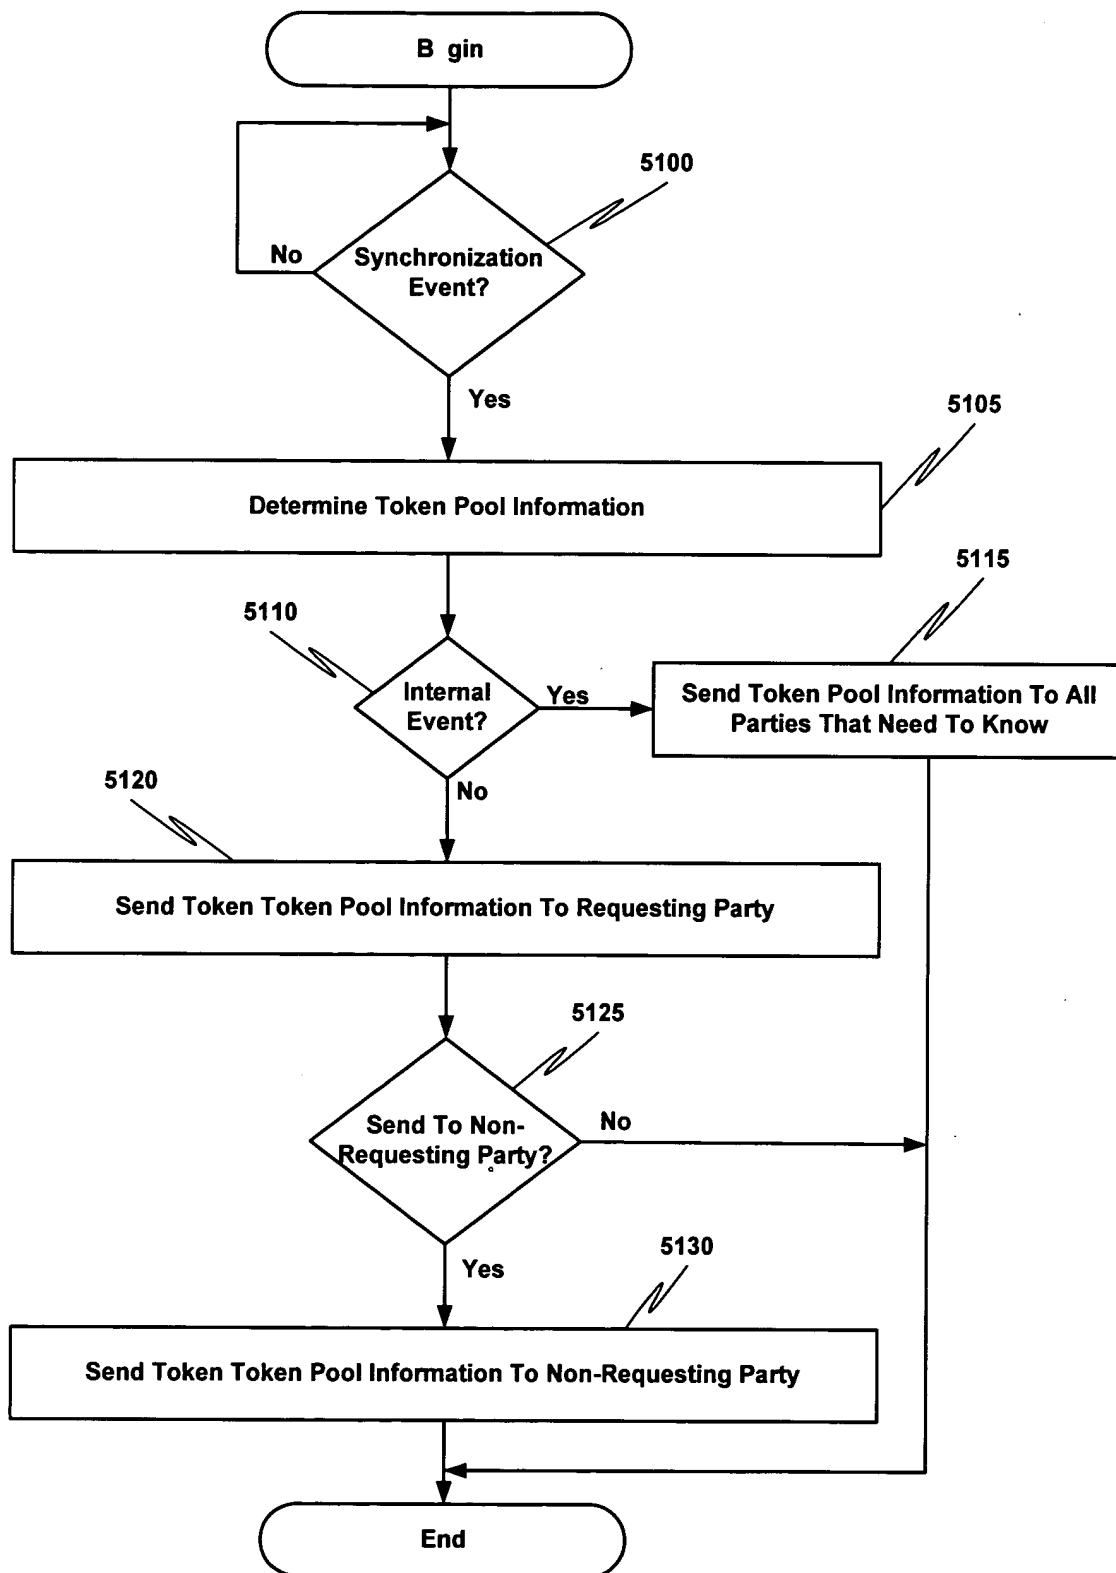 B gin
5100
No
Synchronization
Event?
Yes
5105
Determine Token Pool Information
5115
5110
Internal
Event?
Yes
Send Token Pool Information To All
Parties That Need To Know
No
5120
Send Token Token Pool Information To Requesting Party
5125
Send To Non-
Requesting Party?
No
5130
Yes
Send Token Token Pool Information To Non-Requesting Party
End